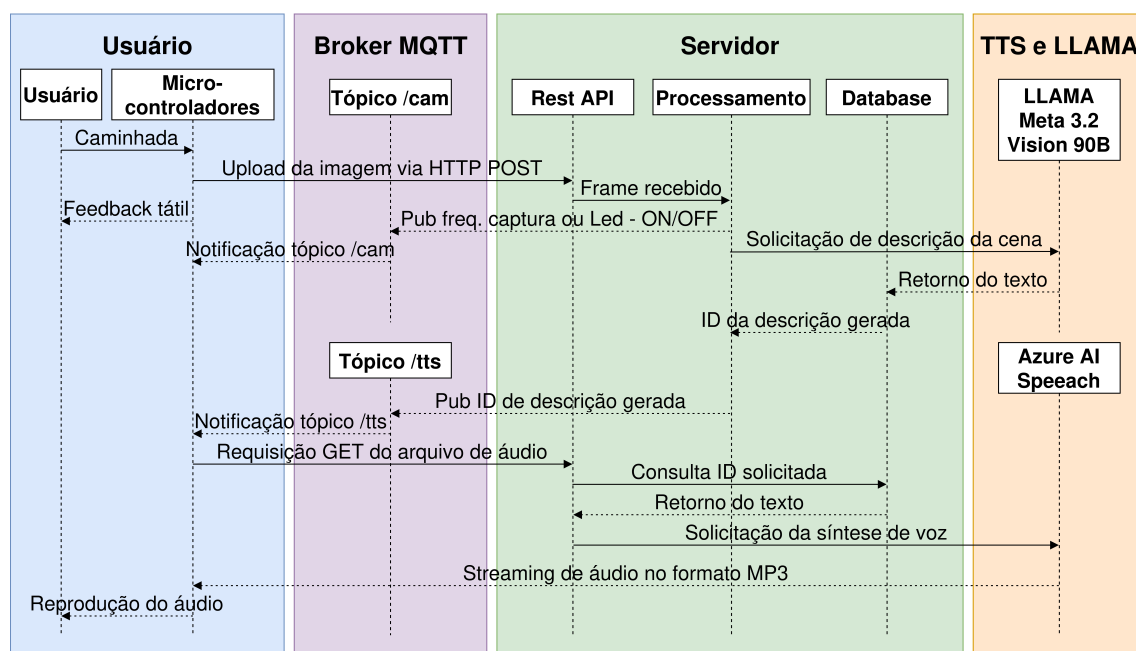 Usuário
Broker MQTT
Servidor
TTS e LLAMA
Usuário
Micro-
controladores
Tópico /cam
Rest API
Processamento
Database
LLAMA
Meta 3.2
Vision 90B
Caminhada
Upload da imagem via HTTP POST
Frame recebido
Feedback tátil
Pub freq. captura ou Led - ON/OFF
Notificação tópico /cam
Solicitação de descrição da cena
Retorno do texto
ID da descrição gerada
Tópico /tts
Azure AI
Speeach
Pub ID de descrição gerada
Notificação tópico /tts
Requisição GET do arquivo de áudio
Consulta ID solicitada
Retorno do texto
Solicitação da síntese de voz
Streaming de áudio no formato MP3
Reprodução do áudio